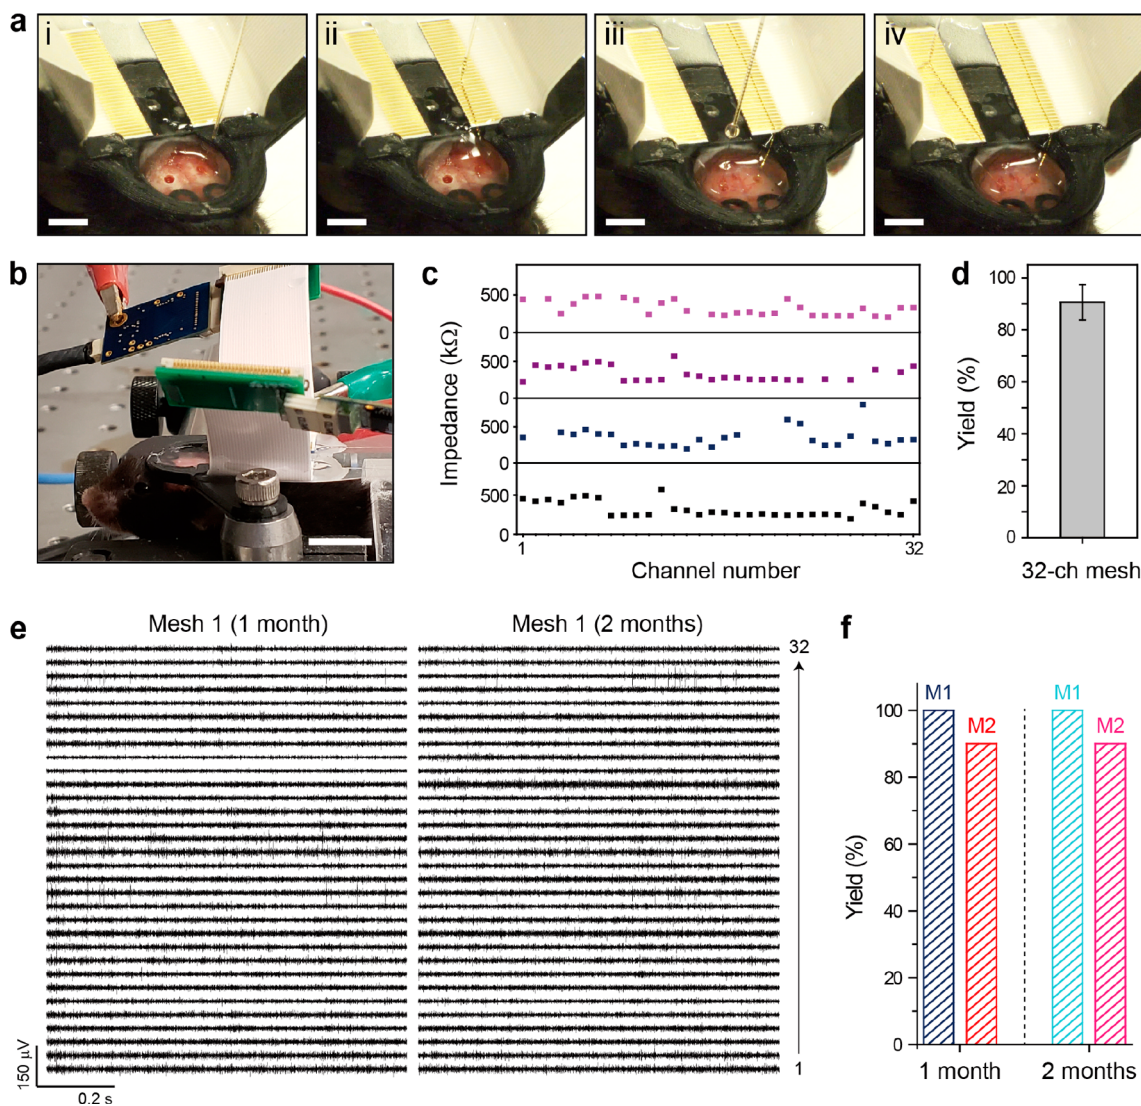 a
i
ii
iii
iv
b
c
Impedance (kΩ)
500
0
500
0
500
0
500
0
1
32
Channel number
d
Yield (%)
100
80
60
40
20
0
32-ch mesh
e
Mesh 1 (1 month)
Mesh 1 (2 months)
32
1
150 µV
0.2 s
f
Yield (%)
100
80
60
40
20
0
M1
M2
M1
M2
1 month
2 months